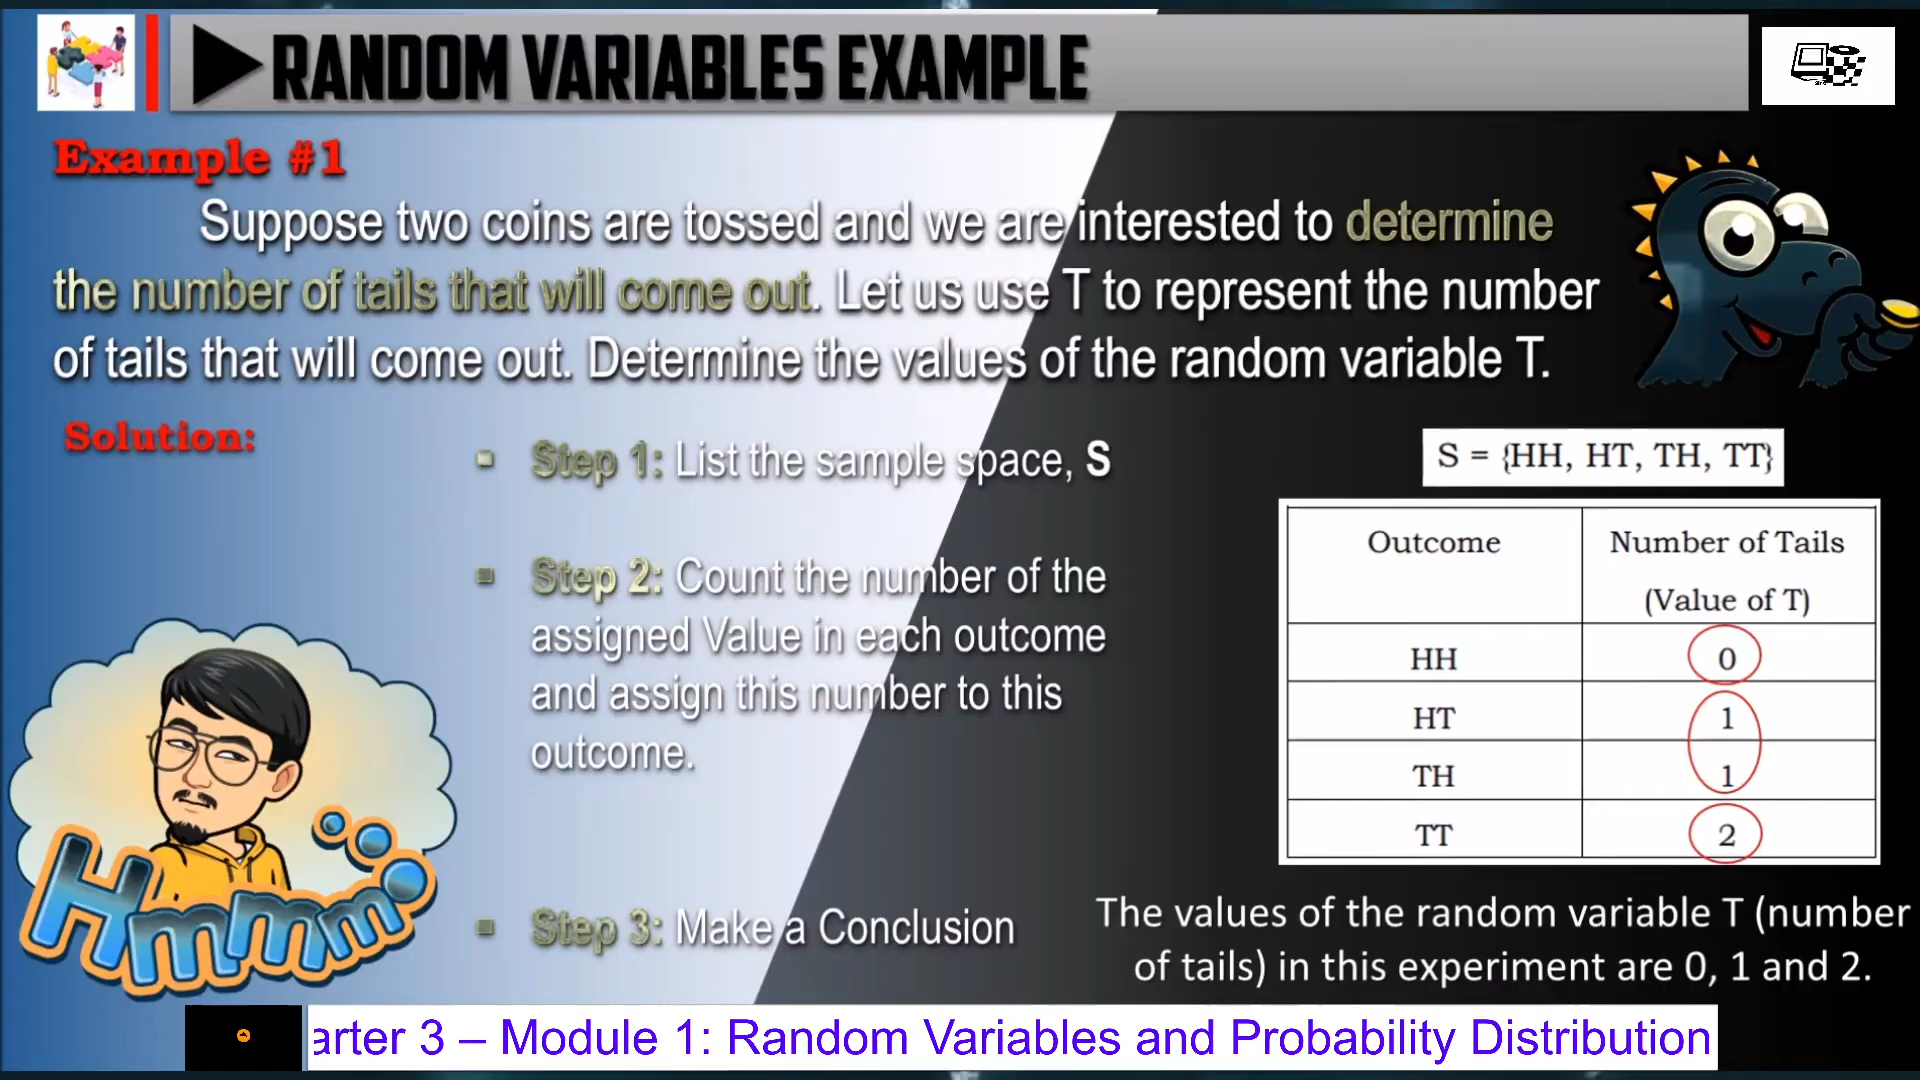 RANDOM VARIABLES EXAMPLE
Example #1
Suppose two coins are tossed and we are interested to determine
the number of tails that will come out. Let us use T to represent the number
of tails that will come out. Determine the values of the random variable T.
Solution:
Step 1: List the sample space, S
S = {HH, HT, TH, TT}
Step 2: Count the number of the
assigned Value in each outcome
and assign this number to this
outcome.
Outcome Number of Tails
(Value of T)
HH 0
HT 1
TH 1
TT 2
Hmmm
Step 3: Make a Conclusion
The values of the random variable T (number
of tails) in this experiment are 0, 1 and 2.
arter 3 – Module 1: Random Variables and Probability Distribution